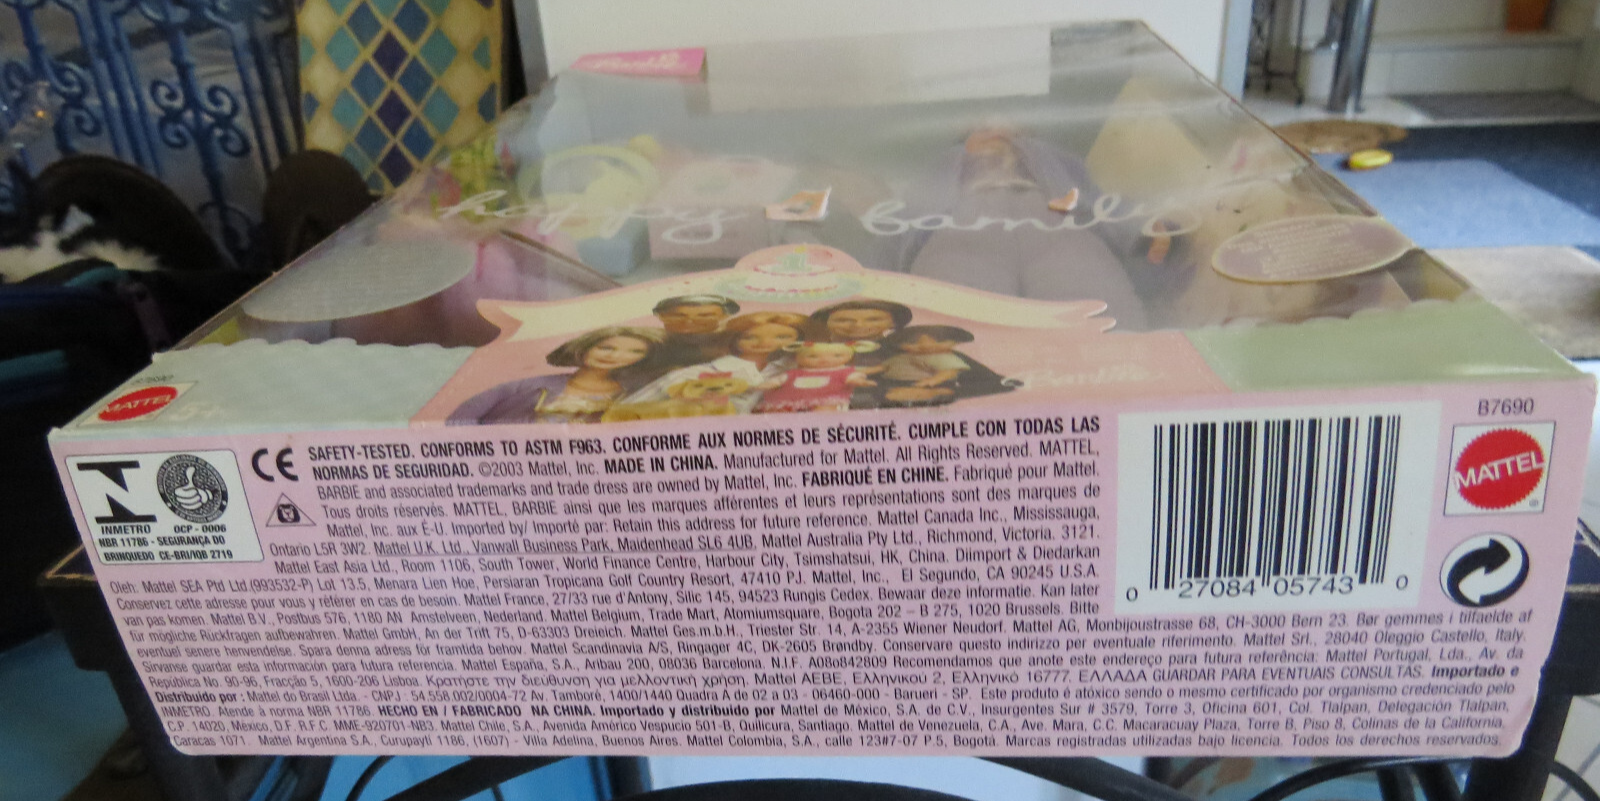 Barbie
happy family
B7690
MATTEL
5+
Barbie
INMETRO OCP - 0006
NBR 11786 - SEGURANÇA DO
BRINQUEDO CE-BRI/IQB 2719
CE SAFETY-TESTED. CONFORMS TO ASTM F963. CONFORME AUX NORMES DE SÉCURITÉ. CUMPLE CON TODAS LAS
NORMAS DE SEGURIDAD. ©2003 Mattel, Inc. MADE IN CHINA. Manufactured for Mattel. All Rights Reserved. MATTEL,
BARBIE and associated trademarks and trade dress are owned by Mattel, Inc. FABRIQUÉ EN CHINE. Fabriqué pour Mattel.
Tous droits réservés. MATTEL, BARBIE ainsi que les marques afférentes et leurs représentations sont des marques de
Mattel, Inc. aux É-U. Imported by/ Importé par: Retain this address for future reference. Mattel Canada Inc., Mississauga,
Ontario L5R 3W2. Mattel U.K. Ltd., Vanwall Business Park, Maidenhead SL6 4UB. Mattel Australia Pty Ltd., Richmond, Victoria. 3121.
Mattel East Asia Ltd., Room 1106, South Tower, World Finance Centre, Harbour City, Tsimshatsui, HK, China. Diimport & Diedarkan
Oleh: Mattel SEA Ptd Ltd.(993532-P) Lot 13.5, Menara Lien Hoe, Persiaran Tropicana Golf Country Resort, 47410 PJ. Mattel, Inc., El Segundo, CA 90245 U.S.A.
Conservez cette adresse pour vous y référer en cas de besoin. Mattel France, 27/33 rue d'Antony, Silic 145, 94523 Rungis Cedex. Bewaar deze informatie. Kan later
van pas komen. Mattel B.V., Postbus 576, 1180 AN Amstelveen, Nederland. Mattel Belgium, Trade Mart, Atomiumsquare, Bogota 202 - B 275, 1020 Brussels. Bitte
für mögliche Rückfragen aufbewahren. Mattel GmbH, An der Trift 75, D-63303 Dreieich. Mattel Ges.m.b.H., Triester Str. 14, A-2355 Wiener Neudorf. Mattel AG, Monbijoustrasse 68, CH-3000 Bern 23. Bør gemmes i tilfælde af
eventuel senere henvendelse. Spara denna adress för framtida behov. Mattel Scandinavia A/S, Ringager 4C, DK-2605 Brøndby. Conservare questo indirizzo per eventuale riferimento. Mattel Srl., 28040 Oleggio Castello, Italy.
Sirvanse guardar esta información para futura referencia. Mattel España, S.A., Aribau 200, 08036 Barcelona. N.I.F. A08o842809 Recomendamos que anote este endereço para futura referência: Mattel Portugal, Lda., Av. da
República No. 90-96, Fracção 5, 1600-206 Lisboa. Κρατήστε την διεύθυνση για μελλοντική χρήση. Mattel AEBE, Ελληνικου 2, Ελληνικό 16777. ΕΛΛΑΔΑ GUARDAR PARA EVENTUAIS CONSULTAS. Importado e
Distribuido por : Mattel do Brasil Ltda. - CNPJ : 54.558.002/0004-72 Av. Tamboré, 1400/1440 Quadra A de 02 a 03 - 06460-000 - Barueri - SP. Este produto é atóxico sendo o mesmo certificado por organismo credenciado pelo
INMETRO. Atende à norma NBR 11786. HECHO EN / FABRICADO NA CHINA. Importado y distribuido por Mattel de México, S.A. de C.V., Insurgentes Sur # 3579, Torre 3, Oficina 601, Col. Tlalpan, Delegación Tlalpan,
C.P. 14020, México, D.F. R.F.C. MME-920701-NB3. Mattel Chile, S.A., Avenida Américo Vespucio 501-B, Quilicura, Santiago. Mattel de Venezuela, C.A., Ave. Mara, C.C. Macaracuay Plaza, Torre B, Piso 8, Colinas de la California,
Caracas 1071. Mattel Argentina S.A., Curupaytí 1186, (1607) - Villa Adelina, Buenos Aires. Mattel Colombia, S.A., calle 123#7-07 P.5, Bogotá. Marcas registradas utilizadas bajo licencia. Todos los derechos reservados.
0 27084 05743 0
B7690
MATTEL